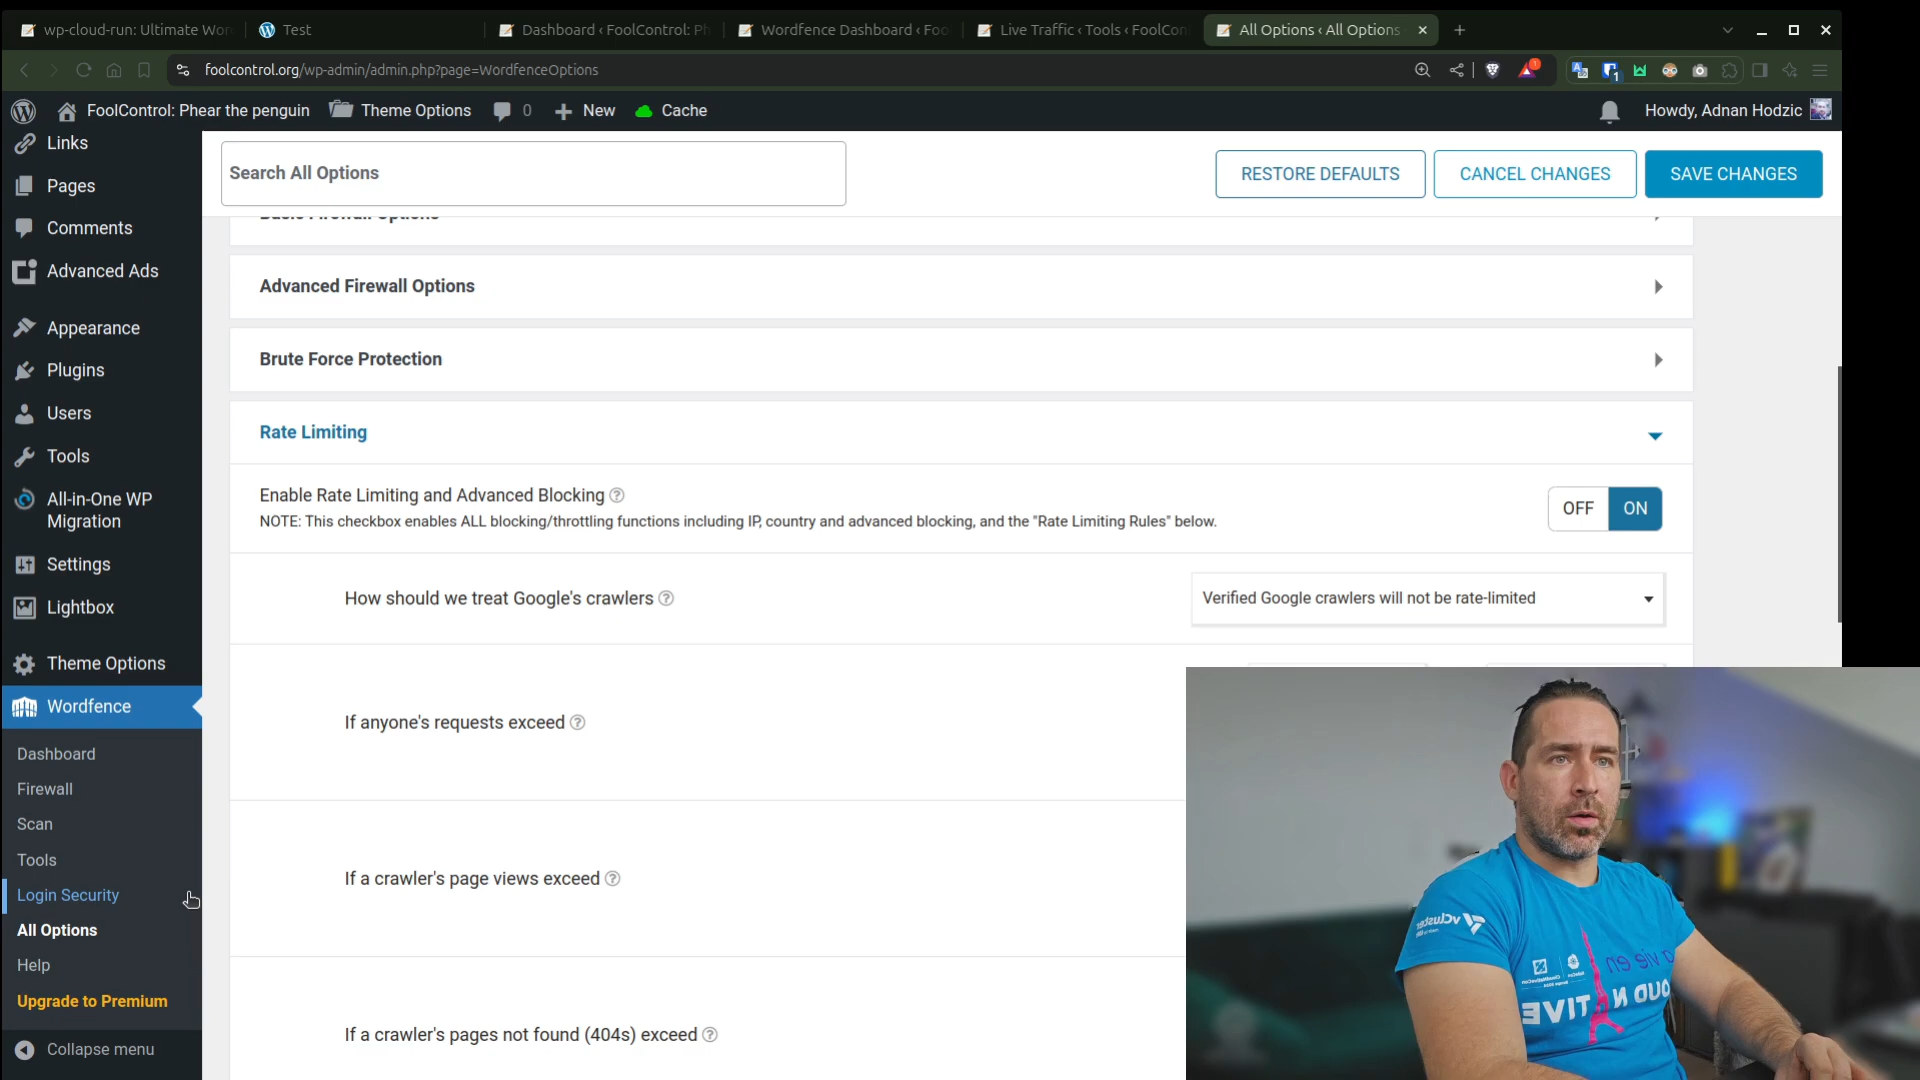 wp-cloud-run: Ultimate Wor
Test
Dashboard ‹ FoolControl: Ph
Wordfence Dashboard ‹ Foo
Live Traffic ‹ Tools ‹ FoolCon
All Options ‹ All Options
foolcontrol.org/wp-admin/admin.php?page=WordfenceOptions
FoolControl: Phear the penguin
Theme Options
0
New
Cache
Howdy, Adnan Hodzic
Links
Pages
Comments
Advanced Ads
Appearance
Plugins
Users
Tools
All-in-One WP
Migration
Settings
Lightbox
Theme Options
Wordfence
Dashboard
Firewall
Scan
Tools
Login Security
All Options
Help
Upgrade to Premium
Collapse menu
Search All Options
RESTORE DEFAULTS
CANCEL CHANGES
SAVE CHANGES
Basic Firewall Options
Advanced Firewall Options
Brute Force Protection
Rate Limiting
Enable Rate Limiting and Advanced Blocking
NOTE: This checkbox enables ALL blocking/throttling functions including IP, country and advanced blocking, and the "Rate Limiting Rules" below.
OFF
ON
How should we treat Google's crawlers
Verified Google crawlers will not be rate-limited
If anyone's requests exceed
If a crawler's page views exceed
If a crawler's pages not found (404s) exceed
vCluster